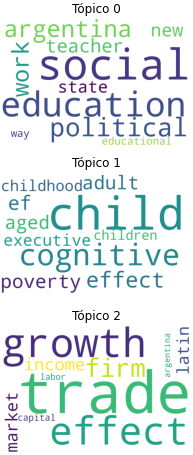 Tópico 0
argentina new
teacher
work
social
state
education
political
way
educational
Tópico 1
childhood adult
ef
child
aged
executive children
cognitive
poverty effect
Tópico 2
growth
latin
argentina
income firm
trade
labor
market
capital
effect